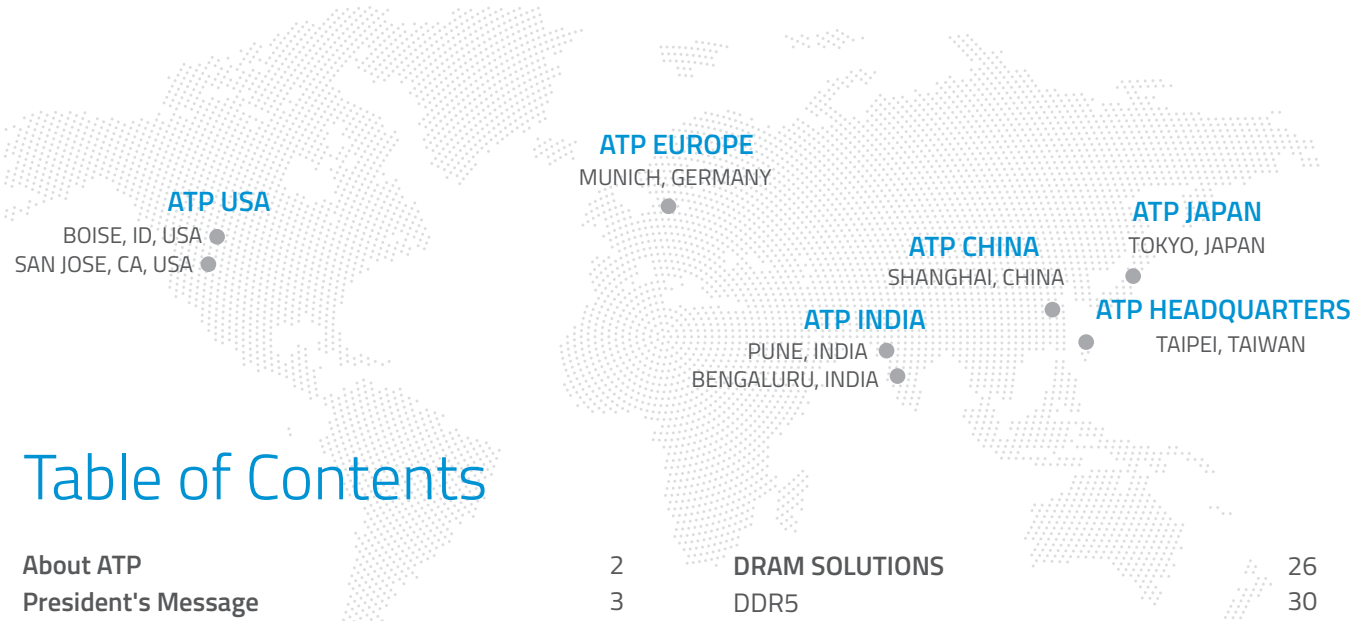 ATP EUROPE
MUNICH, GERMANY
ATP USA
BOISE, ID, USA
SAN JOSE, CA, USA
ATP JAPAN
TOKYO, JAPAN
ATP CHINA
SHANGHAI, CHINA
ATP HEADQUARTERS
TAIPEI, TAIWAN
ATP INDIA
PUNE, INDIA
BENGALURU, INDIA
Table of Contents
About ATP 2
President's Message 3
DRAM SOLUTIONS 26
DDR5 30